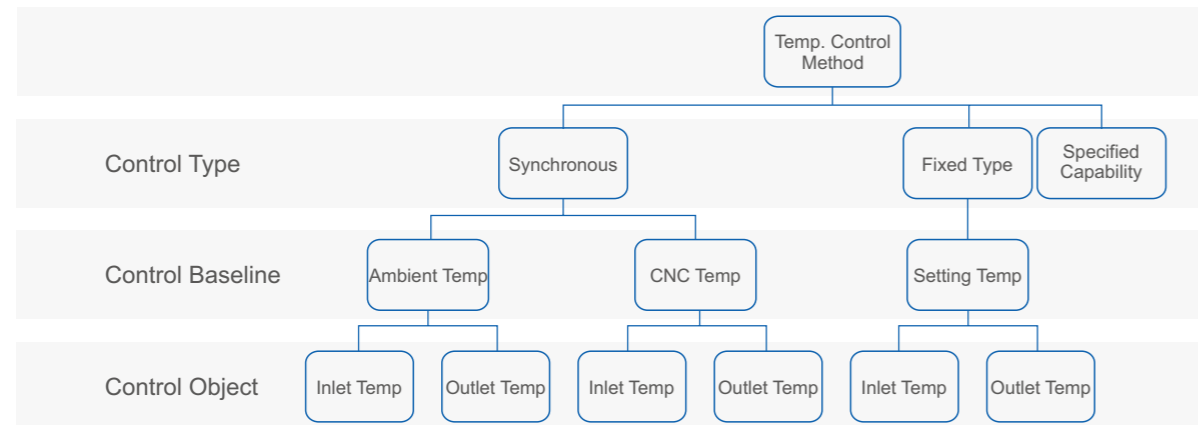 Temp. Control
Method
Control Type
Synchronous
Fixed Type
Specified
Capability
Control Baseline
Ambient Temp
CNC Temp
Setting Temp
Control Object
Inlet Temp
Outlet Temp
Inlet Temp
Outlet Temp
Inlet Temp
Outlet Temp